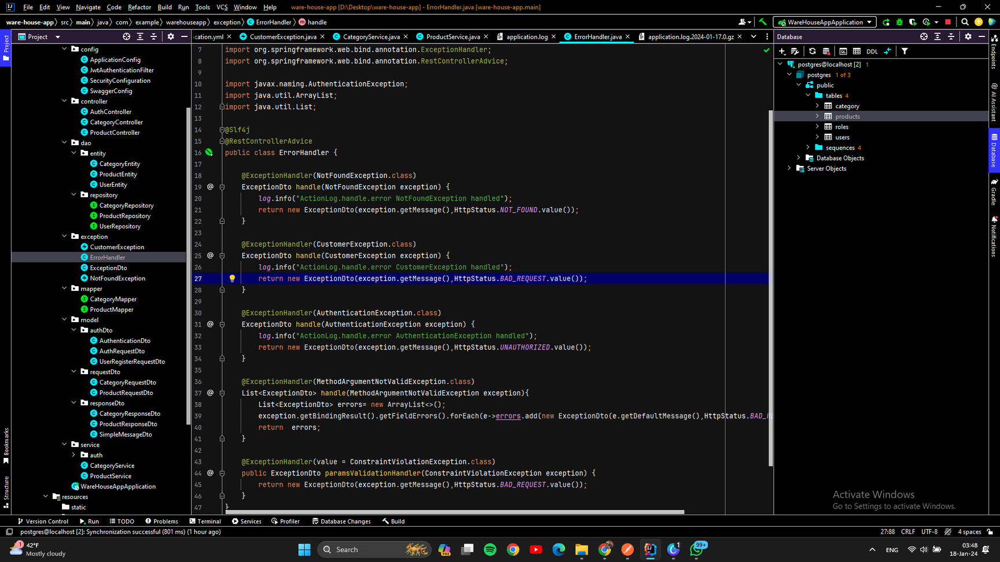 File Edit View Navigate Code Refactor Build Run Tools VCS Window Help ware-house-app [D:\Desktop\ware-house-app] - ErrorHandler.java [ware-house-app.main]
ware-house-app src main java com example warehouseapp exception ErrorHandler handle WareHouseAppApplication
Project
ication.yml CustomerException.java CategoryService.java ProductService.java application.log ErrorHandler.java application.log.2024-01-17.0.gz
Database
DDL
Project
Bookmarks
Structure
config
ApplicationConfig
JwtAuthenticationFilter
SecurityConfiguration
SwaggerConfig
controller
AuthController
CategoryController
ProductController
dao
entity
CategoryEntity
ProductEntity
UserEntity
repository
CategoryRepository
ProductRepository
UserRepository
exception
CustomerException
ErrorHandler
ExceptionDto
NotFoundException
mapper
CategoryMapper
ProductMapper
model
authDto
AuthenticationDto
AuthRequestDto
UserRegisterRequestDto
requestDto
CategoryRequestDto
ProductRequestDto
responseDto
CategoryResponseDto
ProductResponseDto
SimpleMessageDto
service
auth
CategoryService
ProductService
WareHouseAppApplication
resources
static
7 import org.springframework.web.bind.annotation.ExceptionHandler;
8 import org.springframework.web.bind.annotation.RestControllerAdvice;
9
10 import javax.naming.AuthenticationException;
11 import java.util.ArrayList;
12 import java.util.List;
13
14 @Slf4j
15 @RestControllerAdvice
16 public class ErrorHandler {
17
18 @ExceptionHandler(NotFoundException.class)
19 @ ExceptionDto handle(NotFoundException exception) {
20 log.info("ActionLog.handle.error NotFoundException handled");
21 return new ExceptionDto(exception.getMessage(),HttpStatus.NOT_FOUND.value());
22 }
23
24 @ExceptionHandler(CustomerException.class)
25 @ ExceptionDto handle(CustomerException exception) {
26 log.info("ActionLog.handle.error CustomerException handled");
27 return new ExceptionDto(exception.getMessage(),HttpStatus.BAD_REQUEST.value());
28 }
29
30 @ExceptionHandler(AuthenticationException.class)
31 @ ExceptionDto handle(AuthenticationException exception) {
32 log.info("ActionLog.handle.error AuthenticationException handled");
33 return new ExceptionDto(exception.getMessage(),HttpStatus.UNAUTHORIZED.value());
34 }
35
36 @ExceptionHandler(MethodArgumentNotValidException.class)
37 @ List<ExceptionDto> handle(MethodArgumentNotValidException exception){
38 List<ExceptionDto> errors= new ArrayList<>();
39 exception.getBindingResult().getFieldErrors().forEach(e->errors.add(new ExceptionDto(e.getDefaultMessage(),HttpStatus.BAD_R
40 return errors;
41 }
42
43 @ExceptionHandler(value = ConstraintViolationException.class)
44 @ public ExceptionDto paramsValidationHandler(ConstraintViolationException exception) {
45 return new ExceptionDto(exception.getMessage(),HttpStatus.BAD_REQUEST.value());
46 }
47 }
postgres@localhost [2] 1
postgres 1 of 3
public
tables 4
category
products
roles
users
sequences 4
Database Objects
Server Objects
Endpoints
AI Assistant
Database
Gradle
Notifications
Activate Windows
Go to Settings to activate Windows.
Version Control Run TODO Problems Terminal Services Profiler Database Changes Build
postgres@localhost [2]: Synchronization successful (801 ms) (1 hour ago) 27:88 CRLF UTF-8 4 spaces
1 42°F
Mostly cloudy
Search
PRE
1
99+
ENG
03:48
18-Jan-24